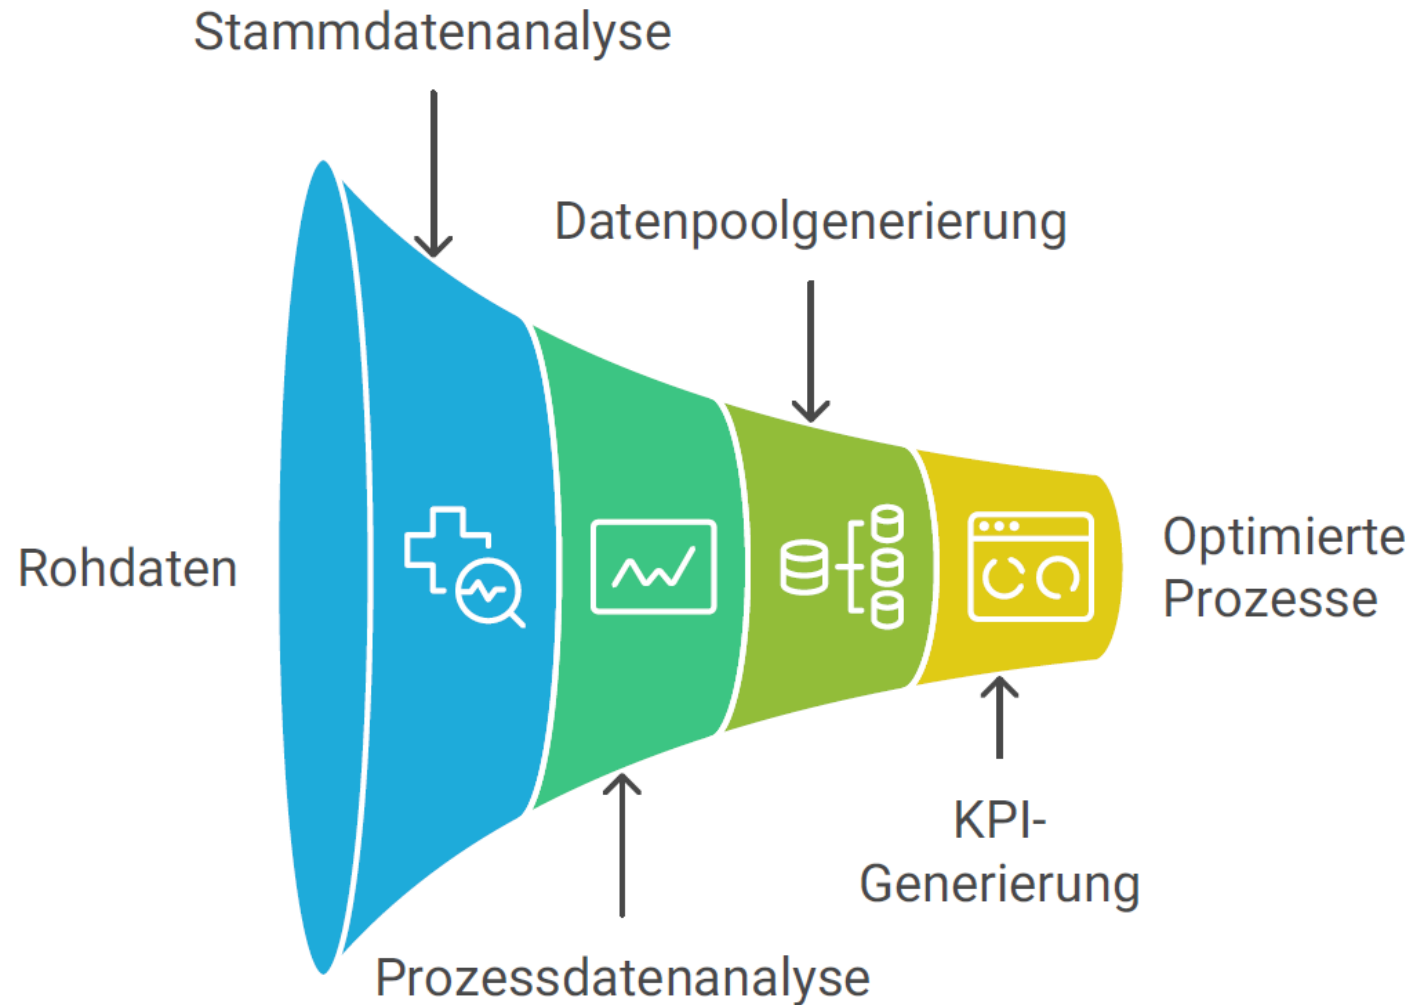 Stammdatenanalyse
Datenpoolgenerierung
Rohdaten
Optimierte
Prozesse
KPI-
Generierung
Prozessdatenanalyse